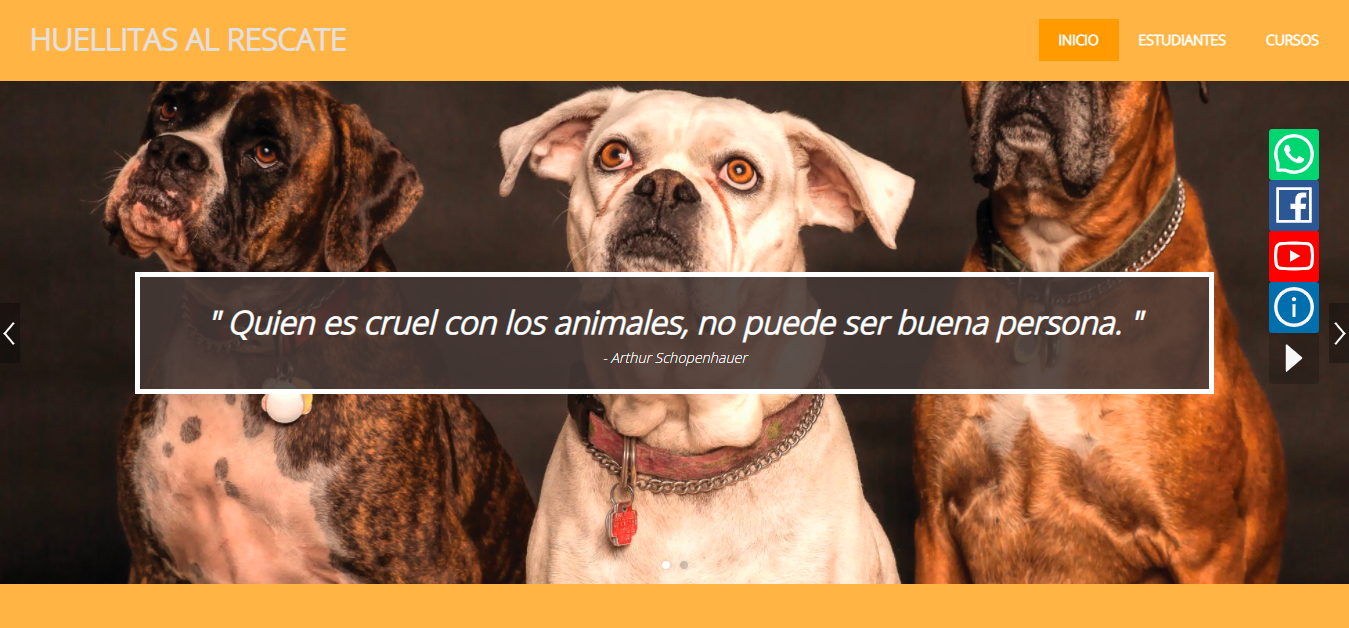 HUELLITAS AL RESCATE
INICIO
ESTUDIANTES
CURSOS
" Quien es cruel con los animales, no puede ser buena persona. "
- Arthur Schopenhauer